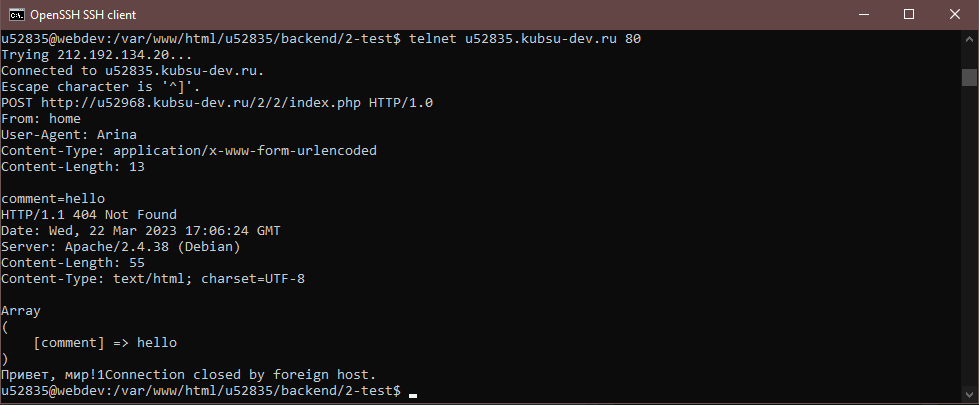 OpenSSH SSH client
u52835@webdev:/var/www/html/u52835/backend/2-test$ telnet u52835.kubsu-dev.ru 80
Trying 212.192.134.20...
Connected to u52835.kubsu-dev.ru.
Escape character is '^]'.
POST http://u52968.kubsu-dev.ru/2/2/index.php HTTP/1.0
From: home
User-Agent: Arina
Content-Type: application/x-www-form-urlencoded
Content-Length: 13

comment=hello
HTTP/1.1 404 Not Found
Date: Wed, 22 Mar 2023 17:06:24 GMT
Server: Apache/2.4.38 (Debian)
Content-Length: 55
Content-Type: text/html; charset=UTF-8

Array
(
    [comment] => hello
)
Привет, мир!1Connection closed by foreign host.
u52835@webdev:/var/www/html/u52835/backend/2-test$